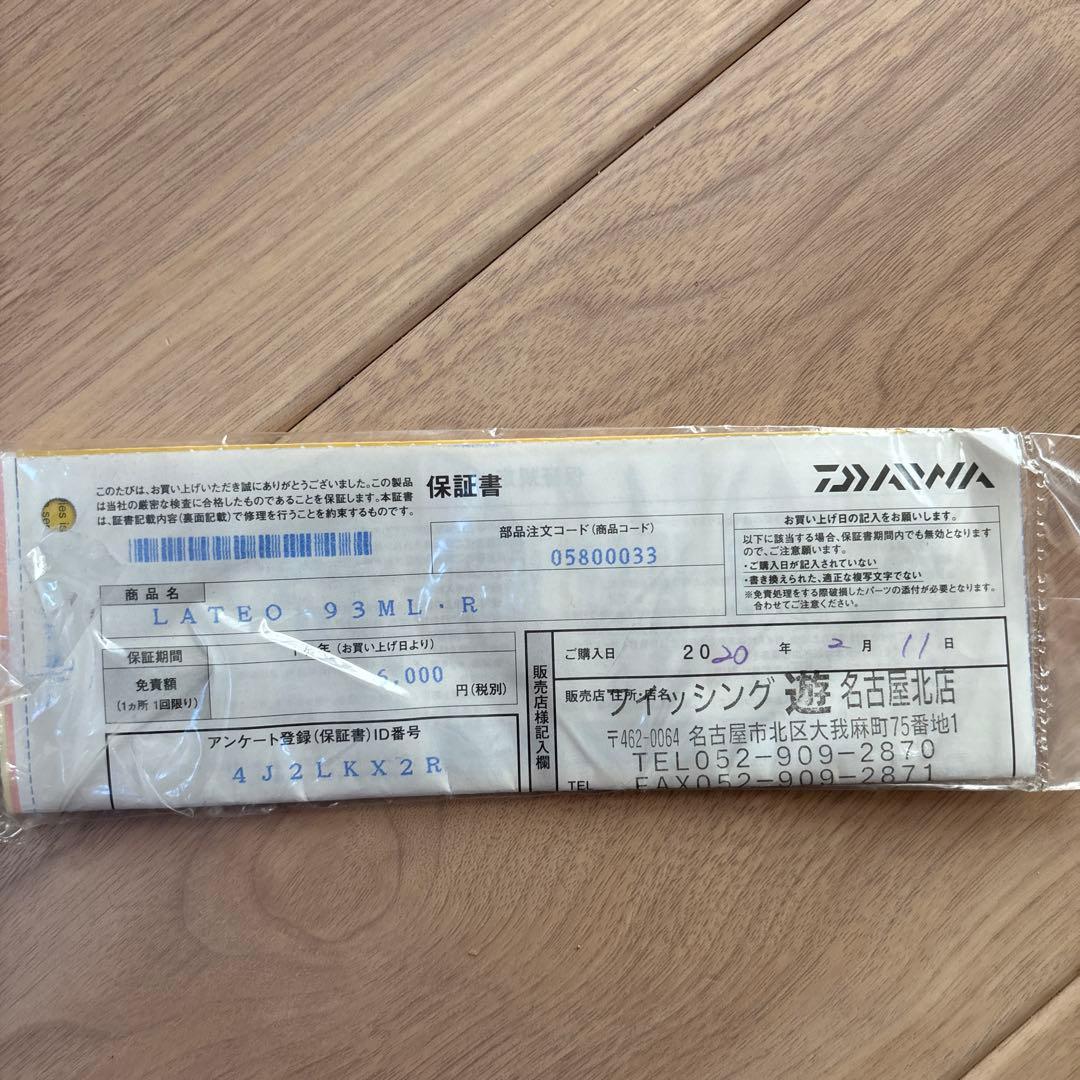 このたびは、お買い上げいただき誠にありがとうございました。この製品
は当社の厳密な検査に合格したものであることを保証します。本証書
は、証書記載内容(裏面記載)で修理を行うことを約束するものです。
保証書
DAIWA
部品注文コード(商品コード)
05800033
お買い上げ日の記入をお願いします。
以下に該当する場合、保証書期間内でも無効となります
ので、ご注意願います。
・ご購入日が記入されていない
・書き換えられた、適正な複写文字でない
※免責処理をする際破損したパーツの添付が必要となります。
合わせてご注意ください。
商品名
LATEO 93ML・R
保証期間
年(お買い上げ日より)
免責額
(1ヵ所 1回限り)
6,000
円(税別)
アンケート登録(保証書)ID番号
4J2LKX2R
販売店様記入欄
ご購入日 2020年 2月 11日
販売店 住所・店名
フィッシング 遊 名古屋北店
〒462-0064 名古屋市北区大我麻町75番地1
TEL052-909-2870
TEL
FAX052-909-2871